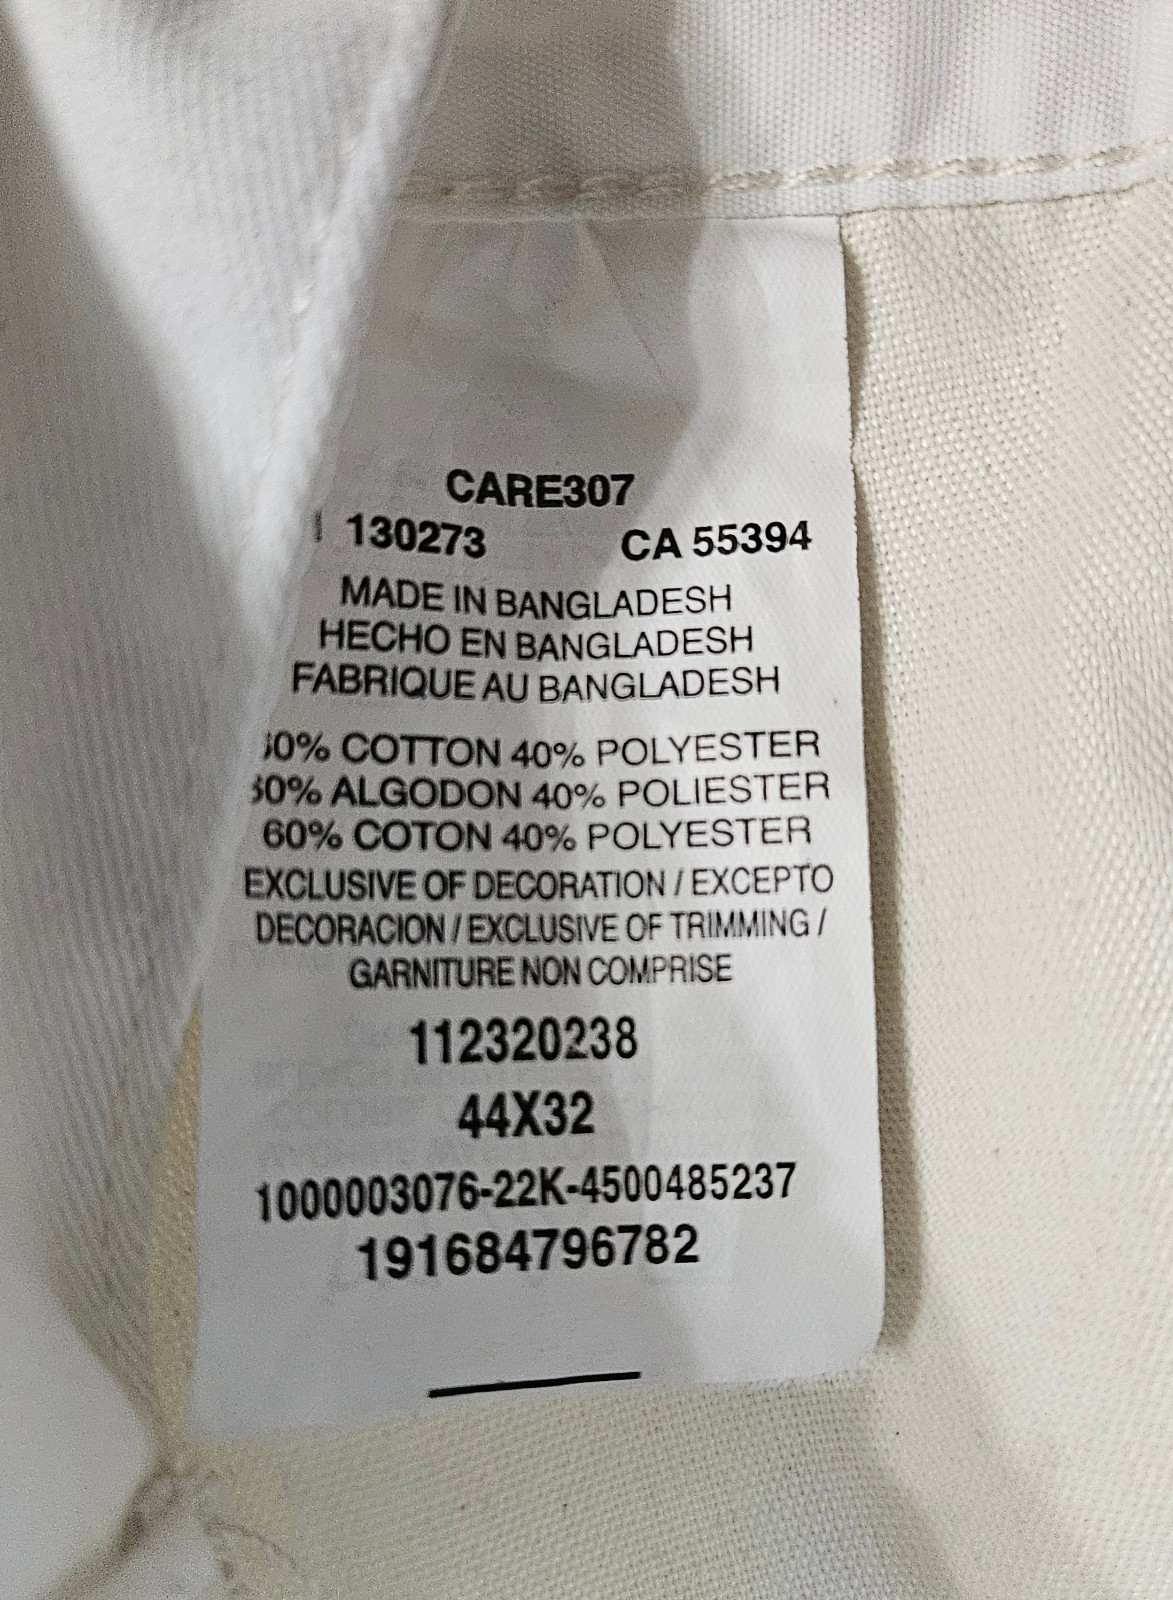 CARE307
130273 CA 55394
MADE IN BANGLADESH
HECHO EN BANGLADESH
FABRIQUE AU BANGLADESH
60% COTTON 40% POLYESTER
60% ALGODON 40% POLIESTER
60% COTON 40% POLYESTER
EXCLUSIVE OF DECORATION / EXCEPTO
DECORACION / EXCLUSIVE OF TRIMMING /
GARNITURE NON COMPRISE
112320238
44X32
1000003076-22K-4500485237
191684796782